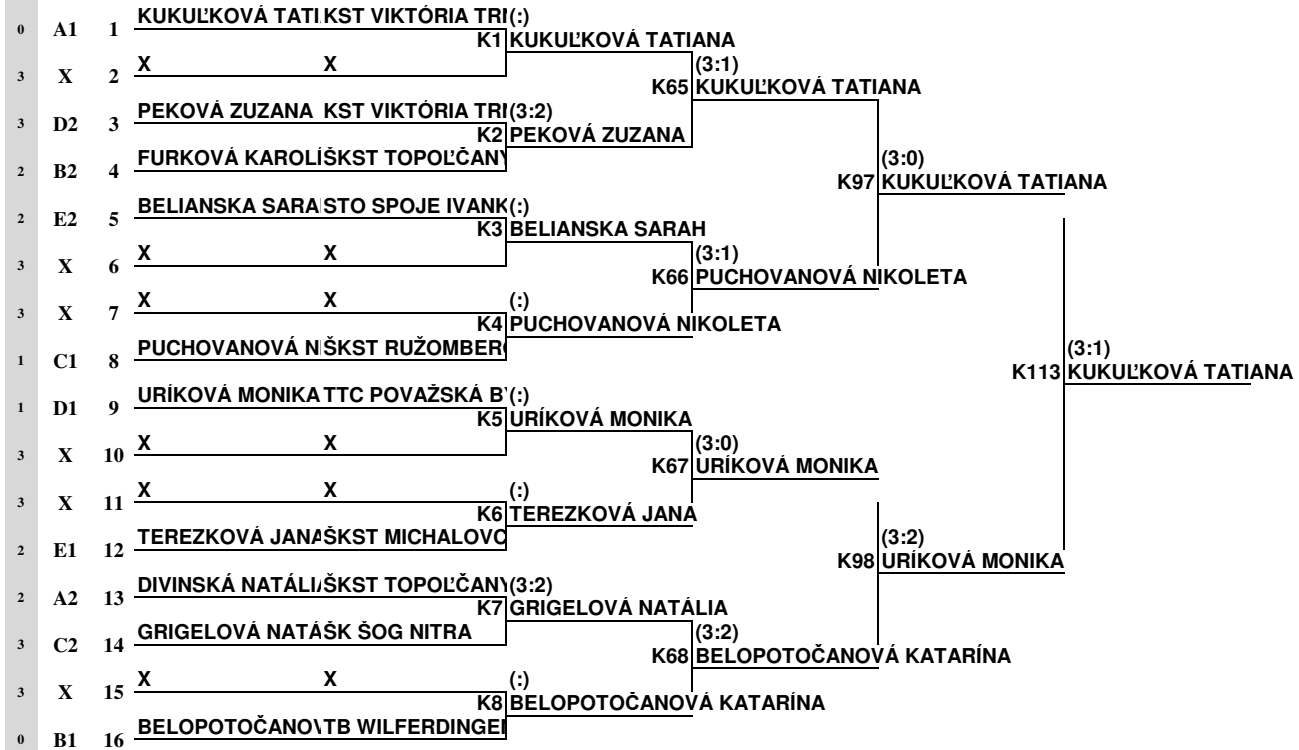 KUKUĽKOVÁ TATI KST VIKTÓRIA TRI (:)
0 A1 1
K1 KUKUĽKOVÁ TATIANA
X X (3:1)
3 X 2
K65 KUKUĽKOVÁ TATIANA
PEKOVÁ ZUZANA KST VIKTÓRIA TRI (3:2)
3 D2 3
K2 PEKOVÁ ZUZANA
FURKOVÁ KAROLÍ ŠKST TOPOĽČANY (3:0)
2 B2 4
K97 KUKUĽKOVÁ TATIANA
BELIANSKA SARA STO SPOJE IVANK (:)
2 E2 5
K3 BELIANSKA SARAH
X X (3:1)
3 X 6
K66 PUCHOVANOVÁ NIKOLETA
X X (:)
3 X 7
K4 PUCHOVANOVÁ NIKOLETA
PUCHOVANOVÁ NI ŠKST RUŽOMBERO (3:1)
1 C1 8
K113 KUKUĽKOVÁ TATIANA
URÍKOVÁ MONIKA TTC POVAŽSKÁ BY (:)
1 D1 9
K5 URÍKOVÁ MONIKA
X X (3:0)
3 X 10
K67 URÍKOVÁ MONIKA
X X (:)
3 X 11
K6 TEREZKOVÁ JANA
TEREZKOVÁ JANA ŠKST MICHALOVC (3:2)
2 E1 12
K98 URÍKOVÁ MONIKA
DIVINSKÁ NATÁLIA ŠKST TOPOĽČANY (3:2)
2 A2 13
K7 GRIGELOVÁ NATÁLIA
GRIGELOVÁ NATÁ ŠK ŠOG NITRA (3:2)
3 C2 14
K68 BELOPOTOČANOVÁ KATARÍNA
X X (:)
3 X 15
K8 BELOPOTOČANOVÁ KATARÍNA
BELOPOTOČANOV TB WILFERDINGEN
0 B1 16